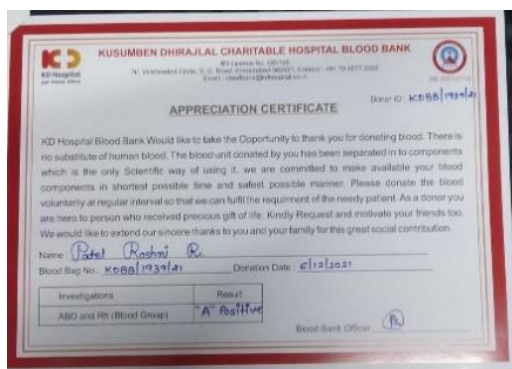 KD
KD Hospital
KUSUMBEN DHIRAJLAL CHARITABLE HOSPITAL BLOOD BANK
Donor ID : KDBB/1939/21
APPRECIATION CERTIFICATE
KD Hospital Blood Bank Would like to take the Opportunity to thank you for donating blood. There is
no substitute of human blood. The blood unit donated by you has been separated in to components
which is the only Scientific way of using it. we are commited to make available your blood
components in shortest possible time and safest possible manner. Please donate the blood
voluntarily at regular interval so that we can fulfil the requirment of the needy patient. As a donor you
are hero to person who received precious gift of life. Kindly Request and motivate your friends too.
We would like to extend our sincere thanks to you and your family for this great social contribution.
Name : Patel Roshni R.
Blood Bag No.: KDBB/1939/21 Donation Date : 5/12/2021
Investigations Result
ABO and Rh (Blood Group) "A" Positive
Blood Bank Officer